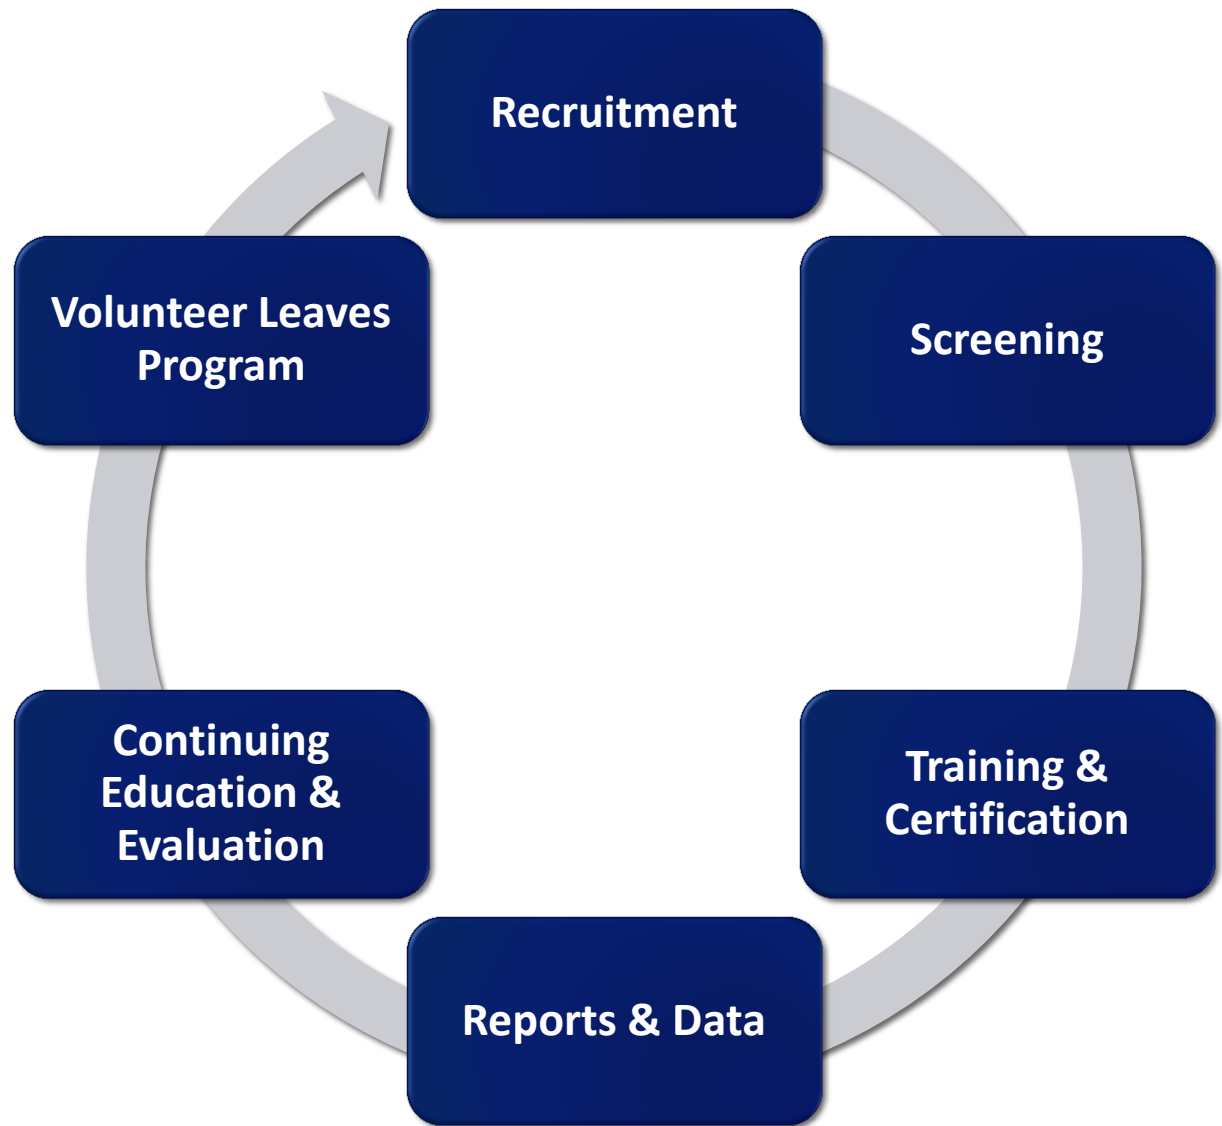 Recruitment
Screening
Training &
Certification
Reports & Data
Continuing
Education &
Evaluation
Volunteer Leaves
Program